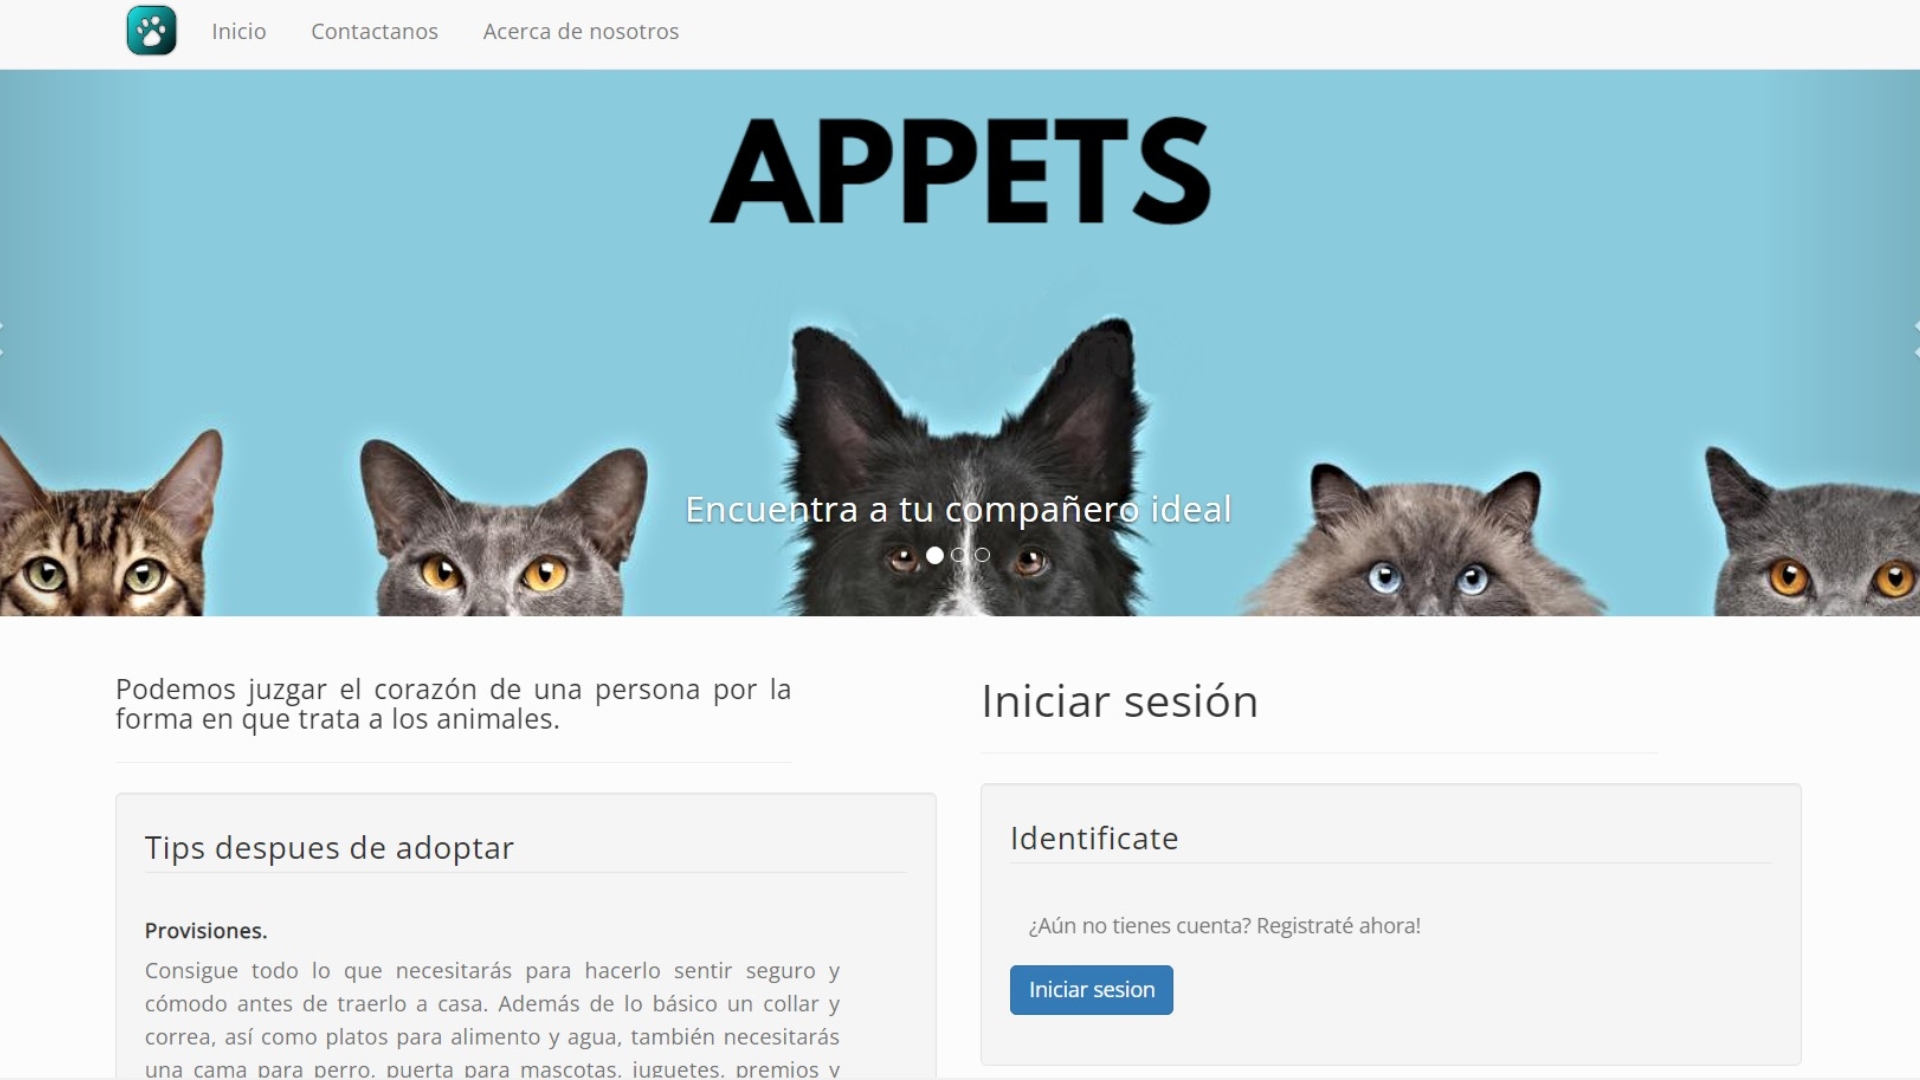 Inicio Contactanos Acerca de nosotros
APPETS
Encuentra a tu compañero ideal
Podemos juzgar el corazón de una persona por la
forma en que trata a los animales.
Tips despues de adoptar
Provisiones.
Consigue todo lo que necesitarás para hacerlo sentir seguro y
cómodo antes de traerlo a casa. Además de lo básico un collar y
correa, así como platos para alimento y agua, también necesitarás
una cama para perro, puerta para mascotas, juguetes, premios y
Iniciar sesión
Identificate
¿Aún no tienes cuenta? Registraté ahora!
Iniciar sesion